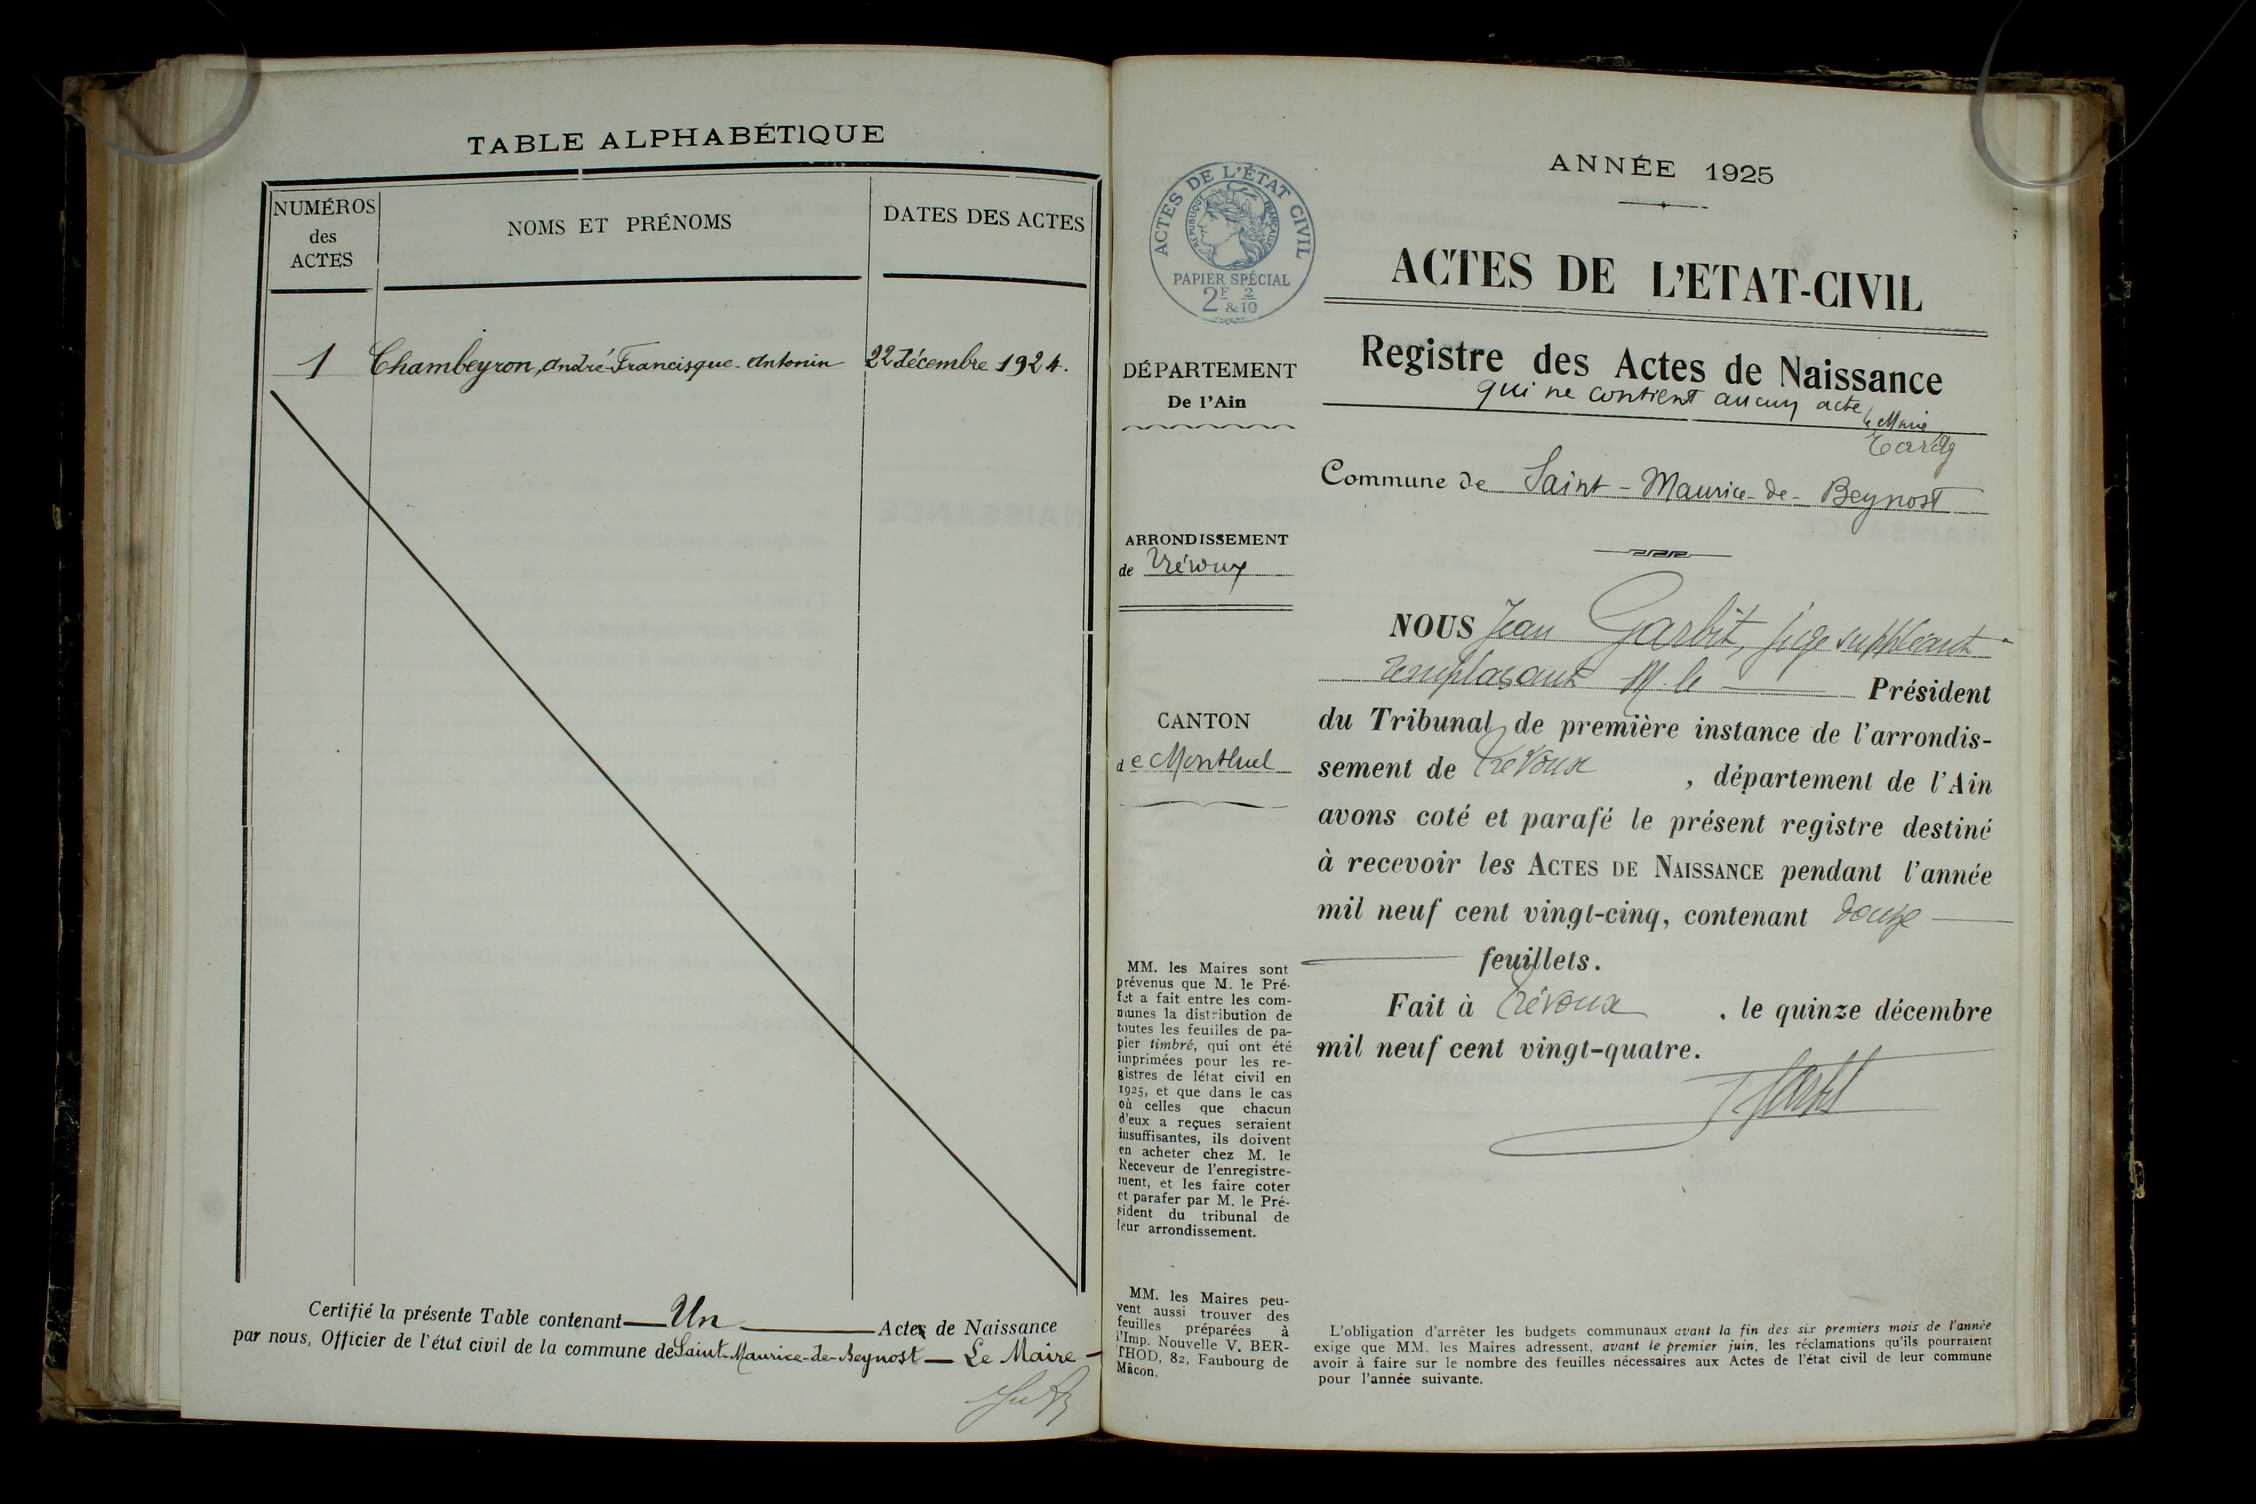 TABLE ALPHABÉTIQUE
NUMÉROS
des
ACTES
NOMS ET PRÉNOMS
DATES DES ACTES
1 Chambeyron, André-Francisque-Antonin 22 décembre 1924.
Certifié la présente Table contenant Un Actes de Naissance
par nous, Officier de l'état civil de la commune de Saint-Maurice-de-Beynost — Le Maire -
ACTES DE L'ÉTAT CIVIL
RÉPUBLIQUE FRANÇAISE
PAPIER SPÉCIAL
2F 2
& 10
DÉPARTEMENT
De l'Ain
ARRONDISSEMENT
de Trévoux
CANTON
de Montluel
MM. les Maires sont
prévenus que M. le Pré-
fet a fait entre les com-
munes la distribution de
toutes les feuilles de pa-
pier timbré, qui ont été
imprimées pour les re-
gistres de létat civil en
1925, et que dans le cas
où celles que chacun
d'eux a reçues seraient
insuffisantes, ils doivent
en acheter chez M. le
Receveur de l'enregistre-
ment, et les faire coter
et parafer par M. le Pré-
sident du tribunal de
leur arrondissement.
MM. les Maires peu-
vent aussi trouver des
feuilles préparées à
l'Imp. Nouvelle V. BER-
THOD, 82, Faubourg de
Mâcon.
ANNÉE 1925
ACTES DE L'ETAT-CIVIL
Registre des Actes de Naissance
qui ne contient aucun acte
le Maire
Tardy
Commune de Saint-Maurice-de-Beynost
NOUS Jean Garbit, juge suppléant
remplaçant M. le Président
du Tribunal de première instance de l'arrondis-
sement de Trévoux, département de l'Ain
avons coté et parafé le présent registre destiné
à recevoir les ACTES DE NAISSANCE pendant l'année
mil neuf cent vingt-cinq, contenant douze
feuillets.
Fait à Trévoux, le quinze décembre
mil neuf cent vingt-quatre.
J Garbit
L'obligation d'arrêter les budgets communaux avant la fin des six premiers mois de l'année
exige que MM. les Maires adressent, avant le premier juin, les réclamations qu'ils pourraient
avoir à faire sur le nombre des feuilles nécessaires aux Actes de l'état civil de leur commune
pour l'année suivante.